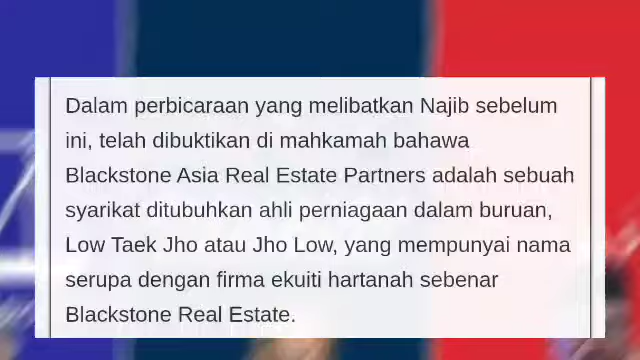 Dalam perbicaraan yang melibatkan Najib sebelum
ini, telah dibuktikan di mahkamah bahawa
Blackstone Asia Real Estate Partners adalah sebuah
syarikat ditubuhkan ahli perniagaan dalam buruan,
Low Taek Jho atau Jho Low, yang mempunyai nama
serupa dengan firma ekuiti hartanah sebenar
Blackstone Real Estate.